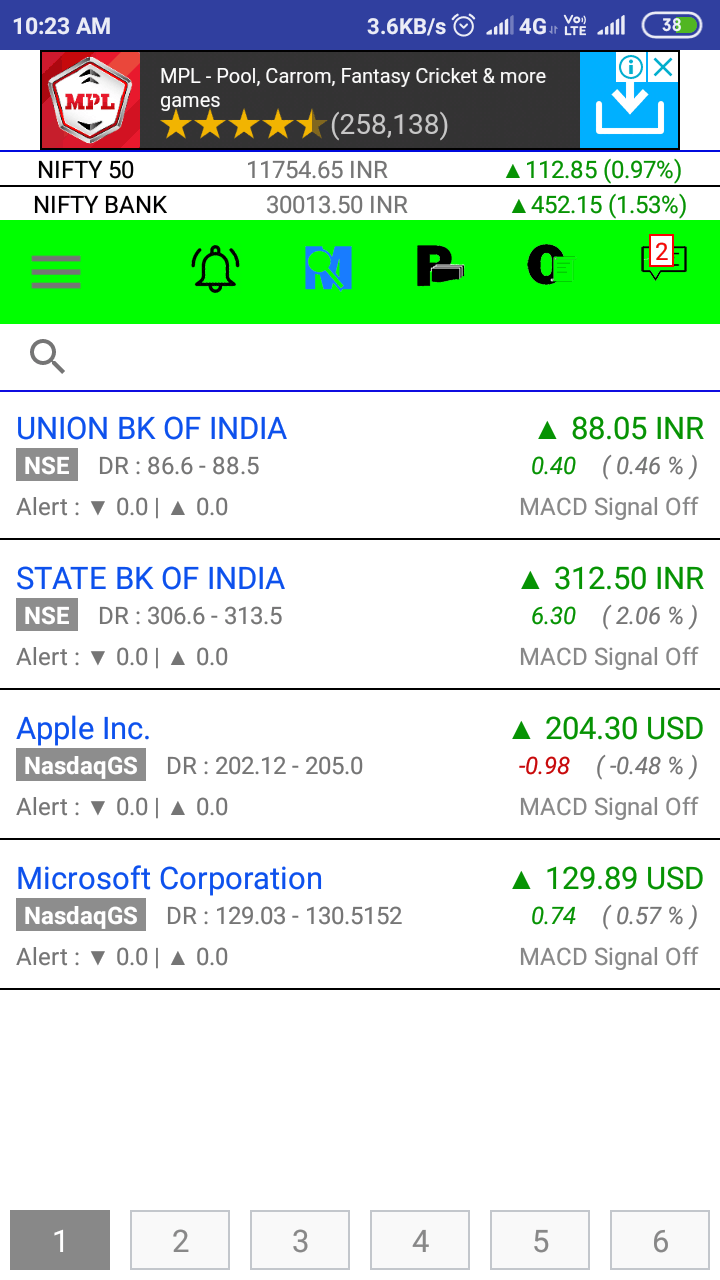 10:23 AM 3.6KB/s 4G Vo)) LTE 38
MPL
MPL - Pool, Carrom, Fantasy Cricket & more
games
(258,138)
NIFTY 50 11754.65 INR ▲112.85 (0.97%)
NIFTY BANK 30013.50 INR ▲452.15 (1.53%)
M P O 2
UNION BK OF INDIA ▲ 88.05 INR
NSE DR : 86.6 - 88.5 0.40 ( 0.46 % )
Alert : ▼ 0.0 | ▲ 0.0 MACD Signal Off
STATE BK OF INDIA ▲ 312.50 INR
NSE DR : 306.6 - 313.5 6.30 ( 2.06 % )
Alert : ▼ 0.0 | ▲ 0.0 MACD Signal Off
Apple Inc. ▲ 204.30 USD
NasdaqGS DR : 202.12 - 205.0 -0.98 ( -0.48 % )
Alert : ▼ 0.0 | ▲ 0.0 MACD Signal Off
Microsoft Corporation ▲ 129.89 USD
NasdaqGS DR : 129.03 - 130.5152 0.74 ( 0.57 % )
Alert : ▼ 0.0 | ▲ 0.0 MACD Signal Off
1 2 3 4 5 6